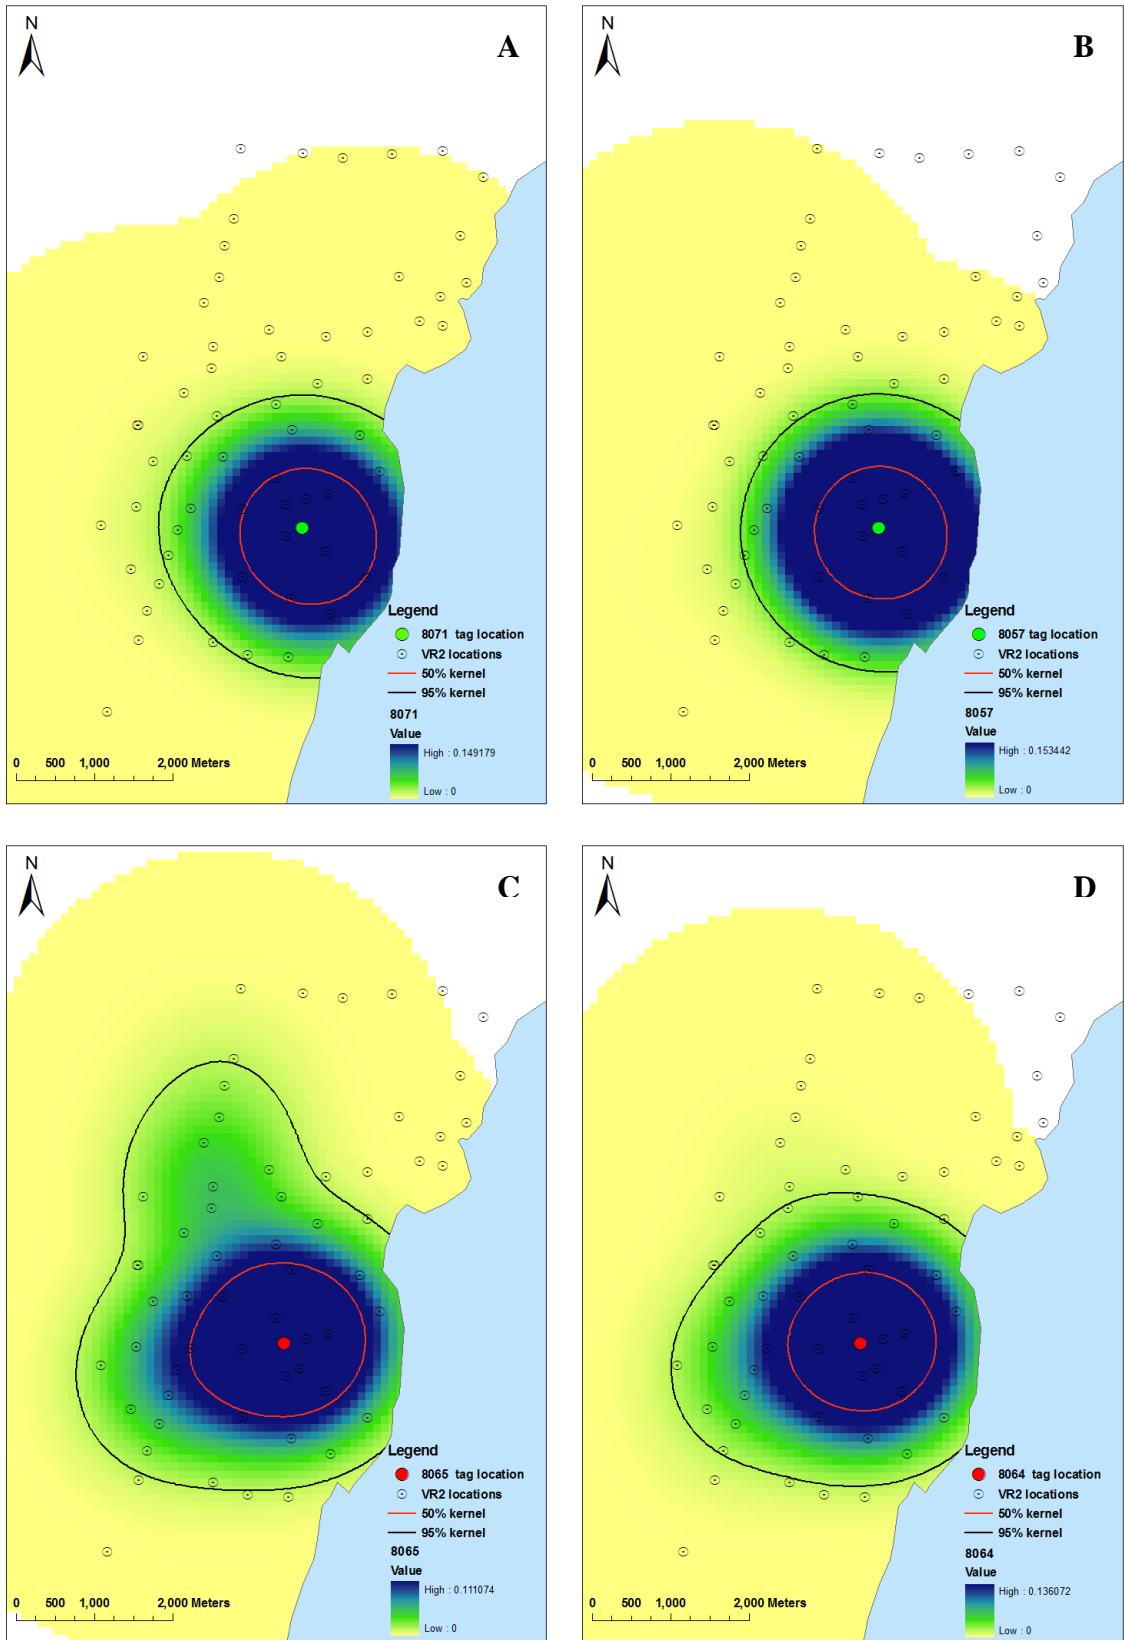 N
A
Legend
8071 tag location
VR2 locations
50% kernel
95% kernel
8071
Value
High : 0.149179
Low : 0
0 500 1,000 2,000 Meters
N
B
Legend
8057 tag location
VR2 locations
50% kernel
95% kernel
8057
Value
High : 0.153442
Low : 0
0 500 1,000 2,000 Meters
N
C
Legend
8065 tag location
VR2 locations
50% kernel
95% kernel
8065
Value
High : 0.111074
Low : 0
0 500 1,000 2,000 Meters
N
D
Legend
8064 tag location
VR2 locations
50% kernel
95% kernel
8064
Value
High : 0.136072
Low : 0
0 500 1,000 2,000 Meters